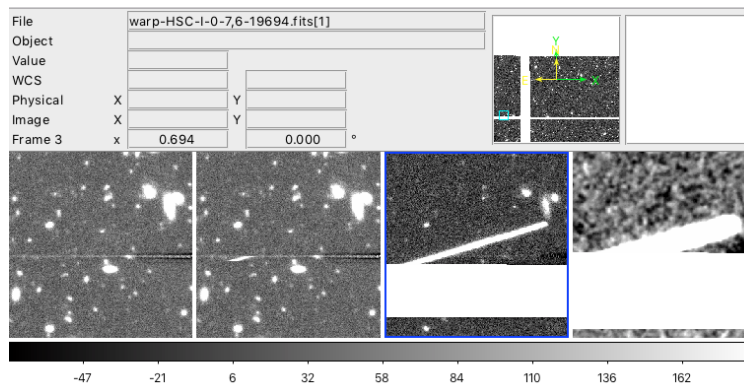 File warp-HSC-I-0-7,6-19694.fits[1]
Object
Value
WCS
Physical X Y
Image X Y
Frame 3 x 0.694 0.000 °
Y
N
E X
-47 -21 6 32 58 84 110 136 162